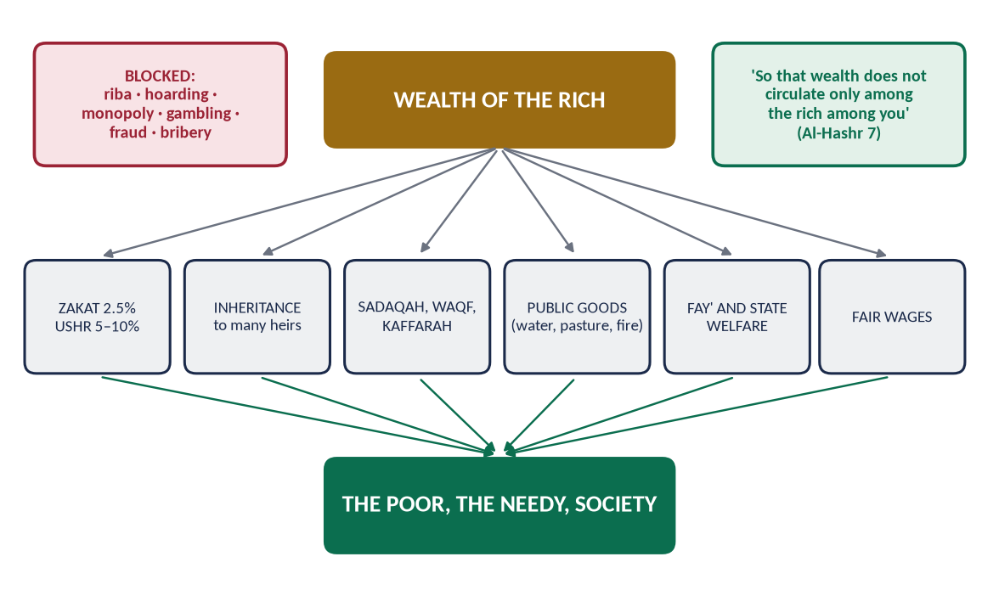 BLOCKED:
riba · hoarding ·
monopoly · gambling ·
fraud · bribery
WEALTH OF THE RICH
'So that wealth does not
circulate only among
the rich among you'
(Al-Hashr 7)
ZAKAT 2.5%
USHR 5–10%
INHERITANCE
to many heirs
SADAQAH, WAQF,
KAFFARAH
PUBLIC GOODS
(water, pasture, fire)
FAY' AND STATE
WELFARE
FAIR WAGES
THE POOR, THE NEEDY, SOCIETY